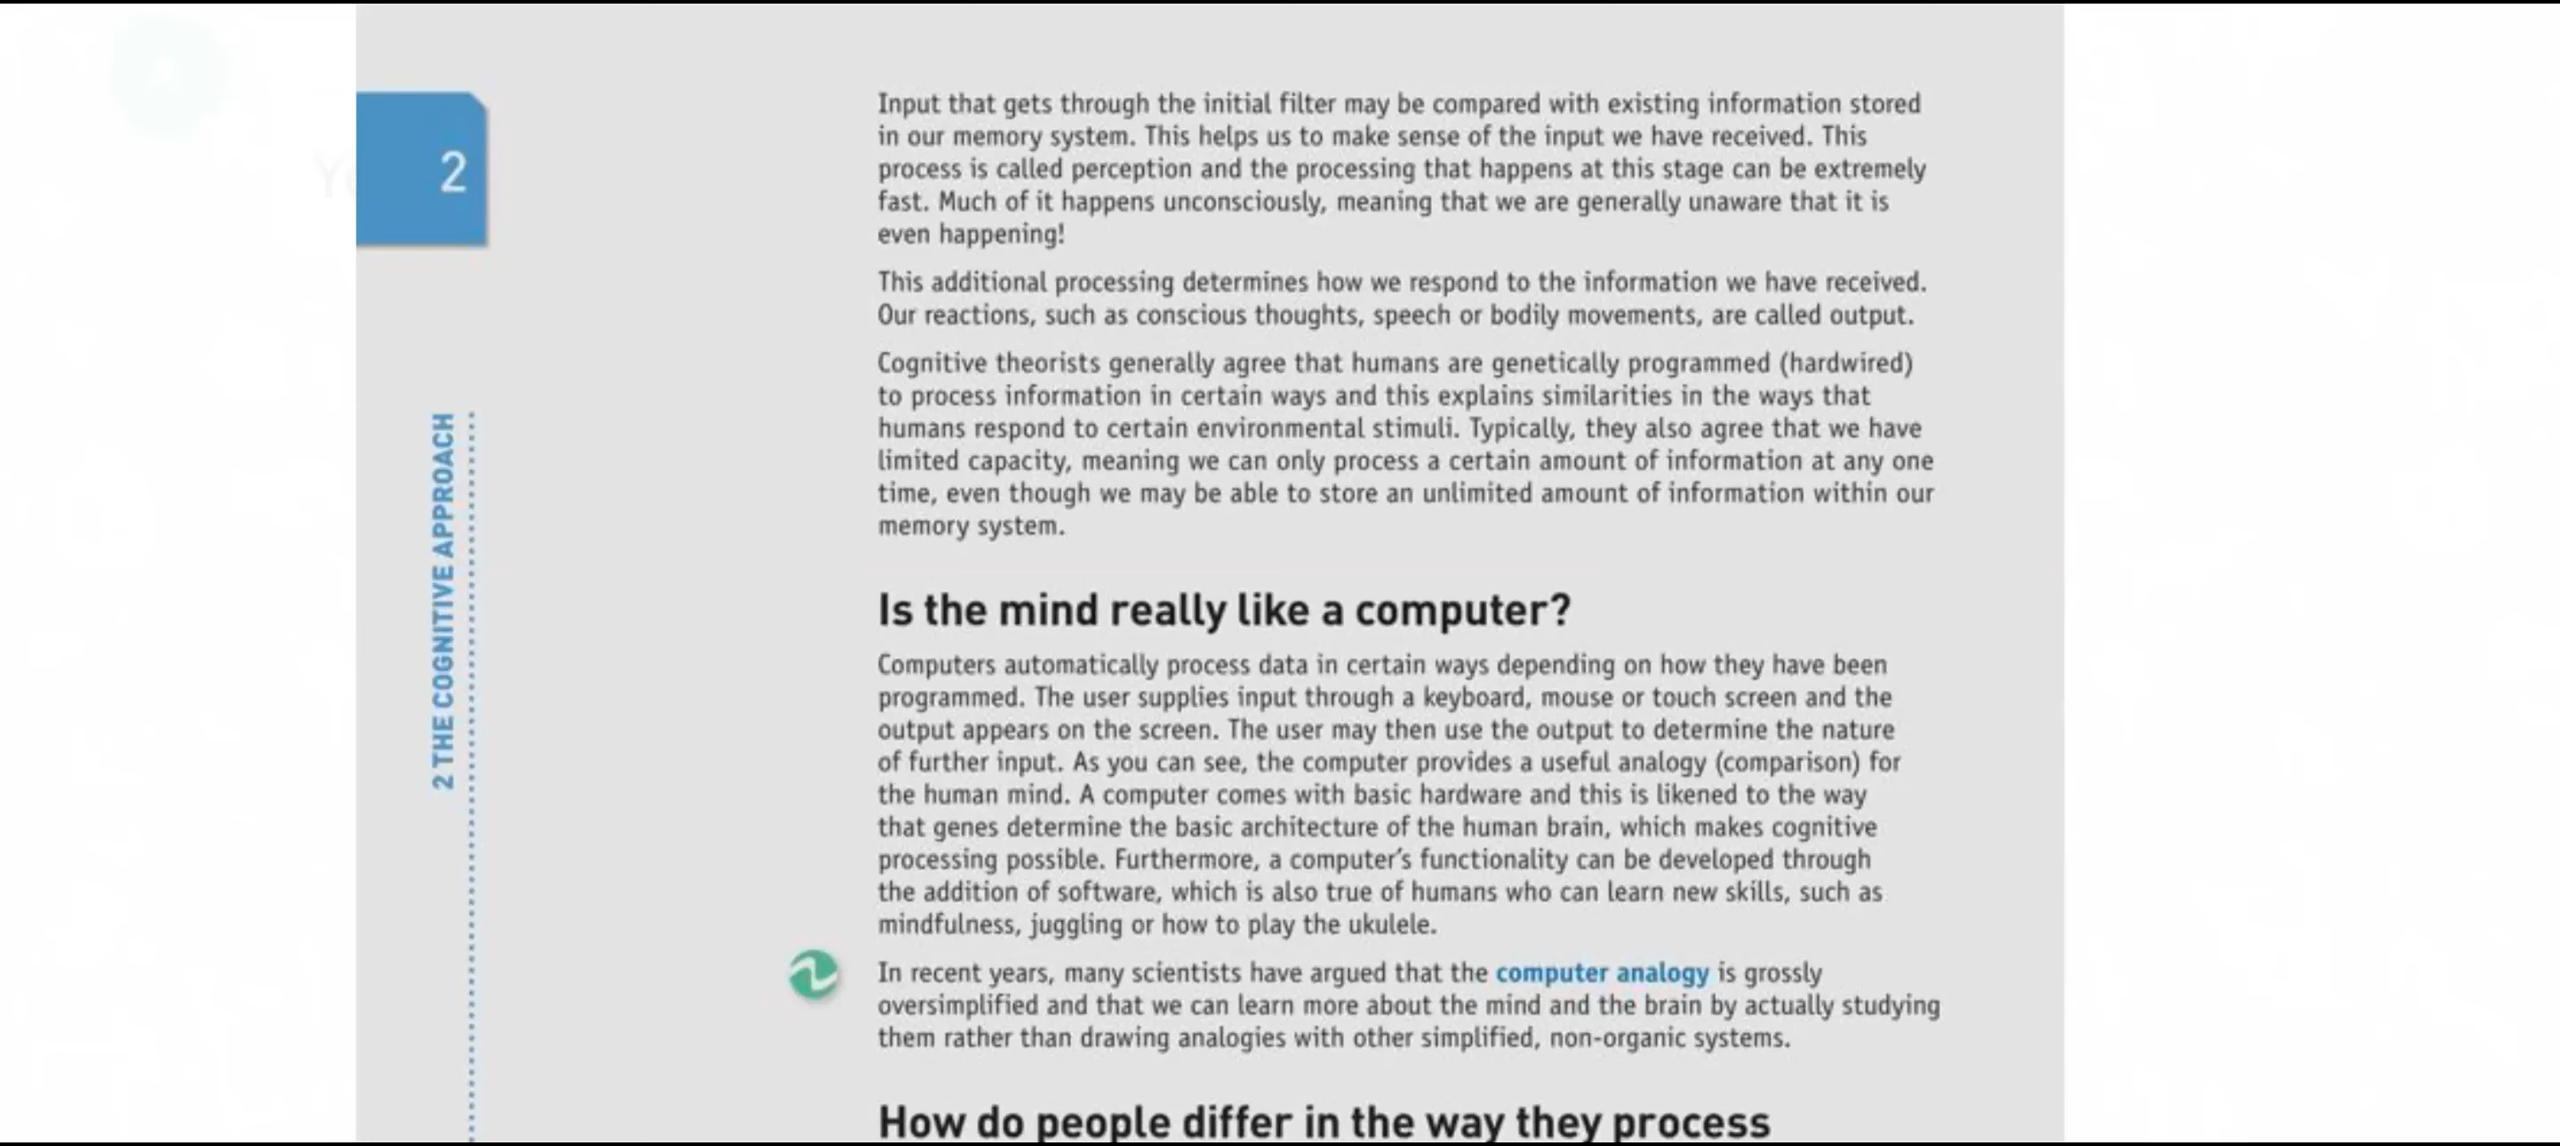 2
2 THE COGNITIVE APPROACH
Input that gets through the initial filter may be compared with existing information stored
in our memory system. This helps us to make sense of the input we have received. This
process is called perception and the processing that happens at this stage can be extremely
fast. Much of it happens unconsciously, meaning that we are generally unaware that it is
even happening!
This additional processing determines how we respond to the information we have received.
Our reactions, such as conscious thoughts, speech or bodily movements, are called output.
Cognitive theorists generally agree that humans are genetically programmed (hardwired)
to process information in certain ways and this explains similarities in the ways that
humans respond to certain environmental stimuli. Typically, they also agree that we have
limited capacity, meaning we can only process a certain amount of information at any one
time, even though we may be able to store an unlimited amount of information within our
memory system.
Is the mind really like a computer?
Computers automatically process data in certain ways depending on how they have been
programmed. The user supplies input through a keyboard, mouse or touch screen and the
output appears on the screen. The user may then use the output to determine the nature
of further input. As you can see, the computer provides a useful analogy (comparison) for
the human mind. A computer comes with basic hardware and this is likened to the way
that genes determine the basic architecture of the human brain, which makes cognitive
processing possible. Furthermore, a computer's functionality can be developed through
the addition of software, which is also true of humans who can learn new skills, such as
mindfulness, juggling or how to play the ukulele.
In recent years, many scientists have argued that the computer analogy is grossly
oversimplified and that we can learn more about the mind and the brain by actually studying
them rather than drawing analogies with other simplified, non-organic systems.
How do people differ in the way they process